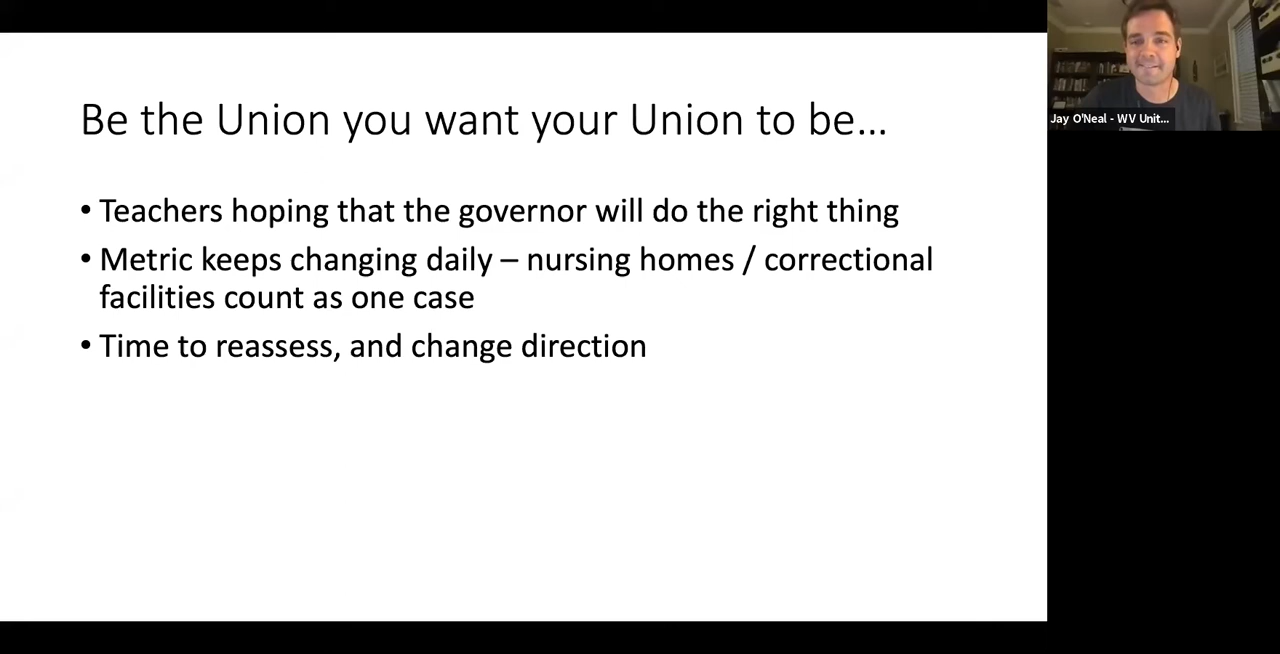 Be the Union you want your Union to be...
• Teachers hoping that the governor will do the right thing
• Metric keeps changing daily – nursing homes / correctional
facilities count as one case
• Time to reassess, and change direction
Jay O'Neal - WV Unit...